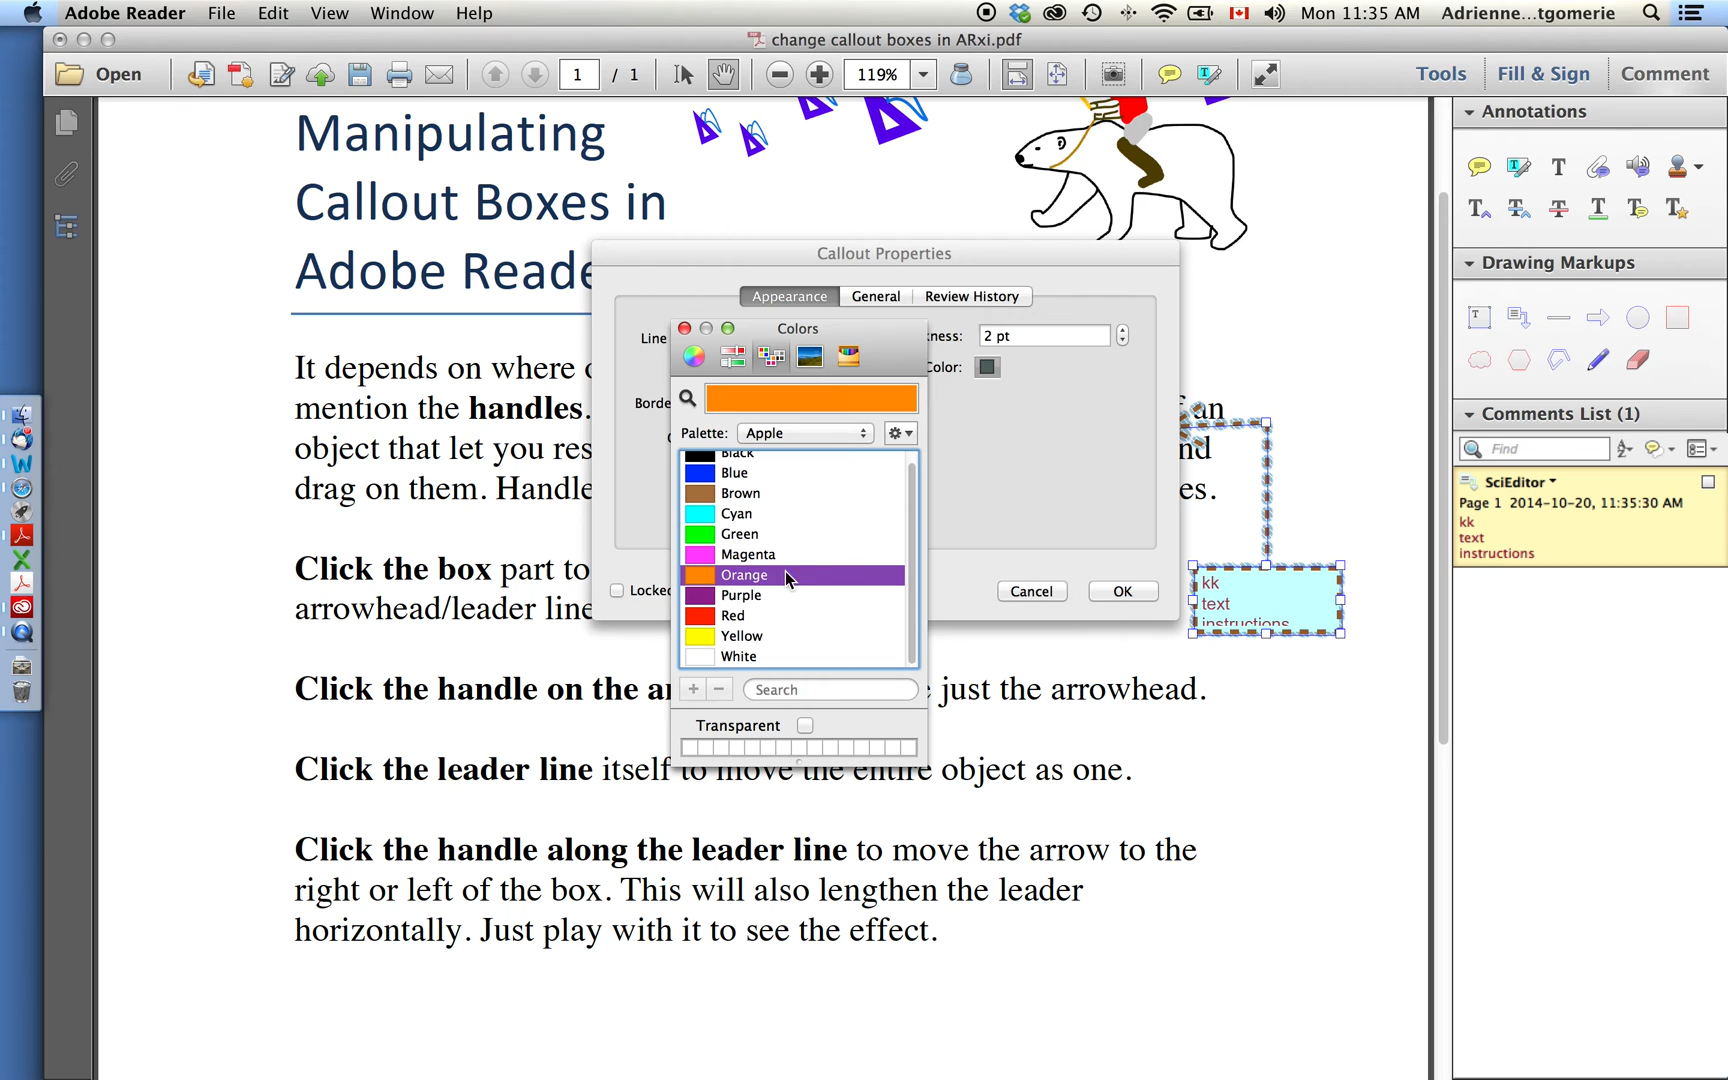 Adobe Reader File Edit View Window Help Mon 11:35 AM Adrienne…tgomerie
change callout boxes in ARxi.pdf
Open 1 / 1 119% Tools Fill & Sign Comment
Manipulating
Callout Boxes in
Adobe Reade
It depends on where
mention the handles. an
object that let you res nd
drag on them. Handle es.
Click the box part to
arrowhead/leader line
Click the handle on the a just the arrowhead.
Click the leader line itself to move the entire object as one.
Click the handle along the leader line to move the arrow to the
right or left of the box. This will also lengthen the leader
horizontally. Just play with it to see the effect.
Callout Properties
Appearance General Review History
Line kness: 2 pt
Color:
Borde
Locked
Cancel OK
Colors
Palette: Apple
Black
Blue
Brown
Cyan
Green
Magenta
Orange
Purple
Red
Yellow
White
Search
Transparent
kk
text
instructions
Annotations
Drawing Markups
Comments List (1)
Find
SciEditor
Page 1 2014-10-20, 11:35:30 AM
kk
text
instructions